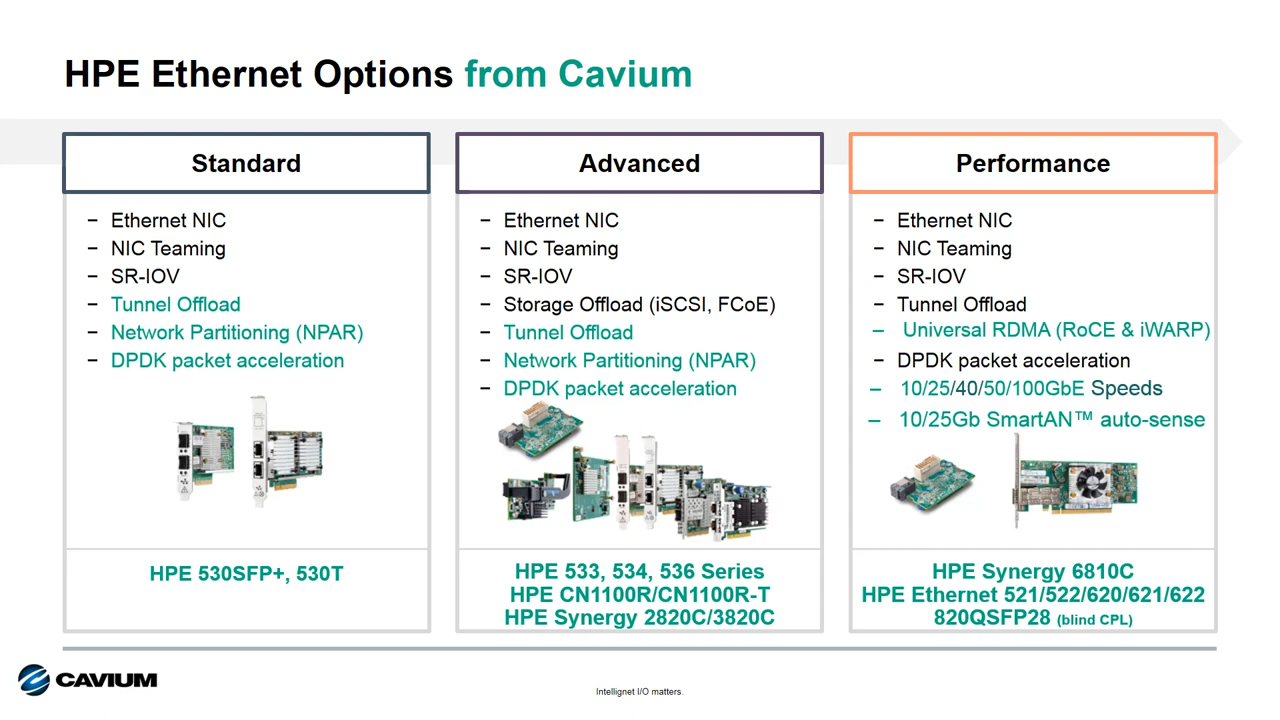 HPE Ethernet Options from Cavium
Standard
− Ethernet NIC
− NIC Teaming
− SR-IOV
− Tunnel Offload
− Network Partitioning (NPAR)
− DPDK packet acceleration
HPE 530SFP+, 530T
Advanced
− Ethernet NIC
− NIC Teaming
− SR-IOV
− Storage Offload (iSCSI, FCoE)
− Tunnel Offload
− Network Partitioning (NPAR)
− DPDK packet acceleration
HPE 533, 534, 536 Series
HPE CN1100R/CN1100R-T
HPE Synergy 2820C/3820C
Performance
− Ethernet NIC
− NIC Teaming
− SR-IOV
− Tunnel Offload
– Universal RDMA (RoCE & iWARP)
− DPDK packet acceleration
– 10/25/40/50/100GbE Speeds
– 10/25Gb SmartAN™ auto-sense
HPE Synergy 6810C
HPE Ethernet 521/522/620/621/622
820QSFP28 (blind CPL)
CAVIUM
Intellignet I/O matters.